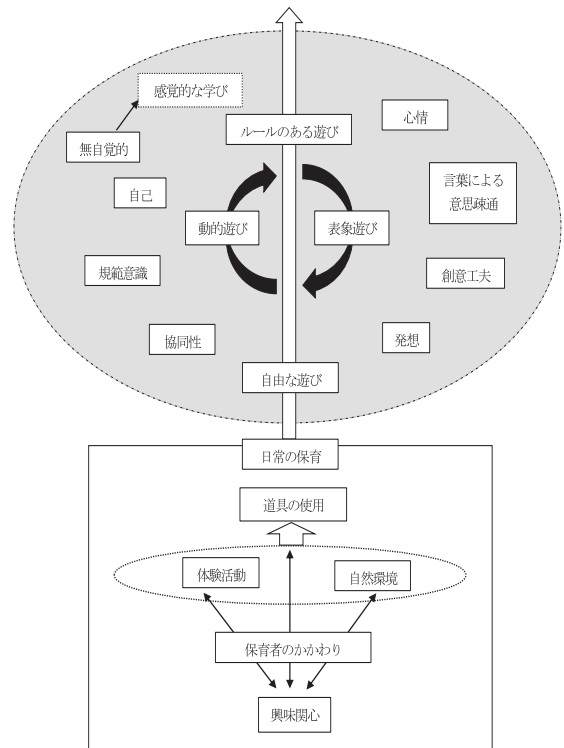 感覚的な学び
心情
ルールのある遊び
無自覚的
言葉による
意思疎通
自己
動的遊び
表象遊び
規範意識
創意工夫
協同性
発想
自由な遊び
日常の保育
道具の使用
体験活動
自然環境
保育者のかかわり
興味関心